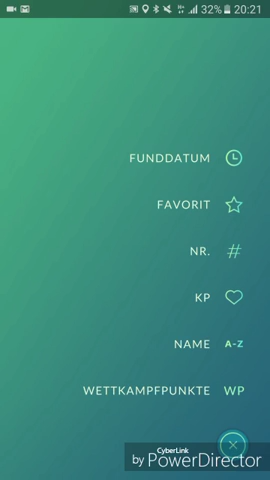 32% 20:21
FUNDDATUM
FAVORIT
NR. #
KP
NAME A-Z
WETTKAMPFPUNKTE WP
CyberLink
by PowerDirector